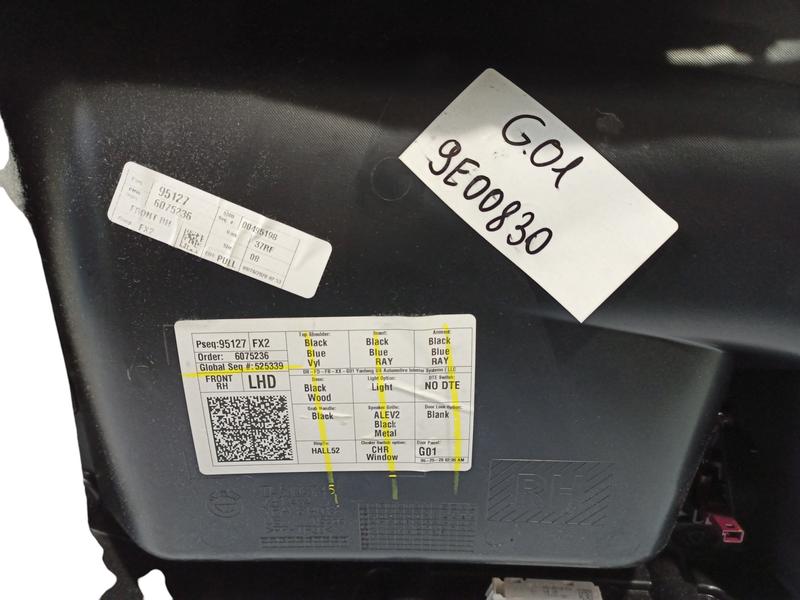 G.01
9E00830
95127
6075236
FRONT RH
FX2
00495198
37RF
08
PULL
Pseq:95127 FX2
Order: 6075236
Global Seq #:525339
FRONT RH LHD
Top Shoulder:
Black
Blue
Vyl
Insert:
Black
Blue
RAY
Armrest:
Black
Blue
RAY
Black
Wood
Light Option:
Light
DTE Switch:
NO DTE
Grab Handle:
Black
Speaker Grille:
ALEV2
Black
Metal
Door Lock Option:
Blank
HALL52
CHR
Window
Door Panel:
G01
RH